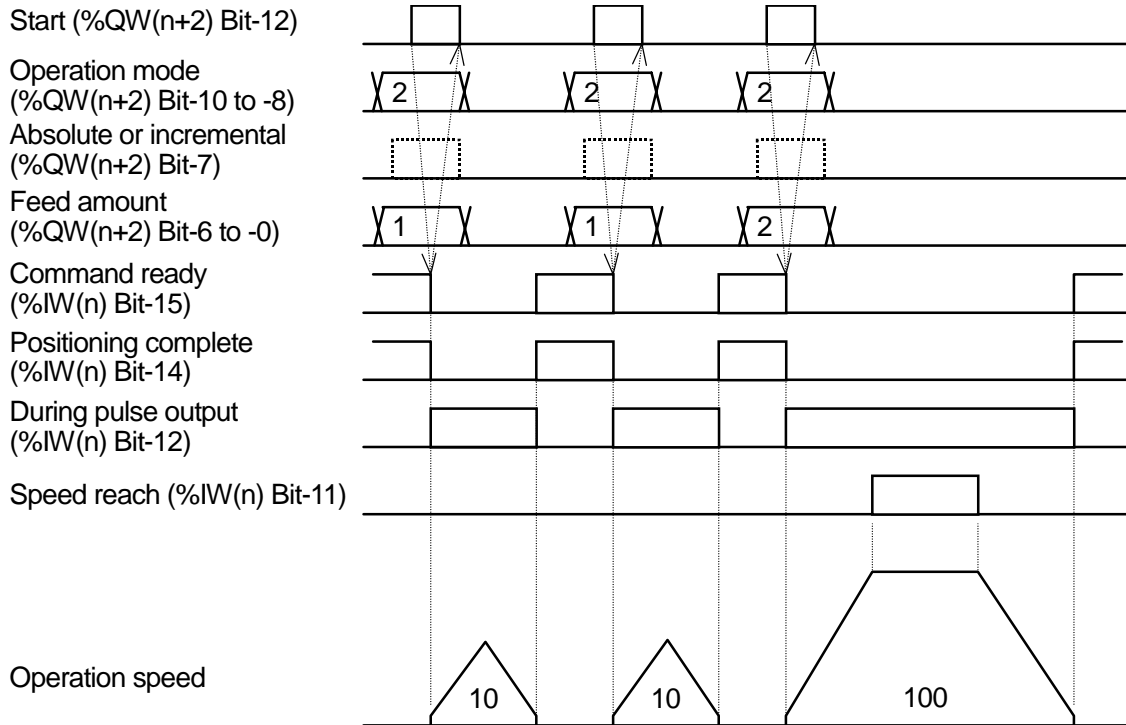 Start (%QW(n+2) Bit-12)
Operation mode
(%QW(n+2) Bit-10 to -8)
2 2 2
Absolute or incremental
(%QW(n+2) Bit-7)
Feed amount
(%QW(n+2) Bit-6 to -0)
1 1 2
Command ready
(%IW(n) Bit-15)
Positioning complete
(%IW(n) Bit-14)
During pulse output
(%IW(n) Bit-12)
Speed reach (%IW(n) Bit-11)
Operation speed
10 10 100